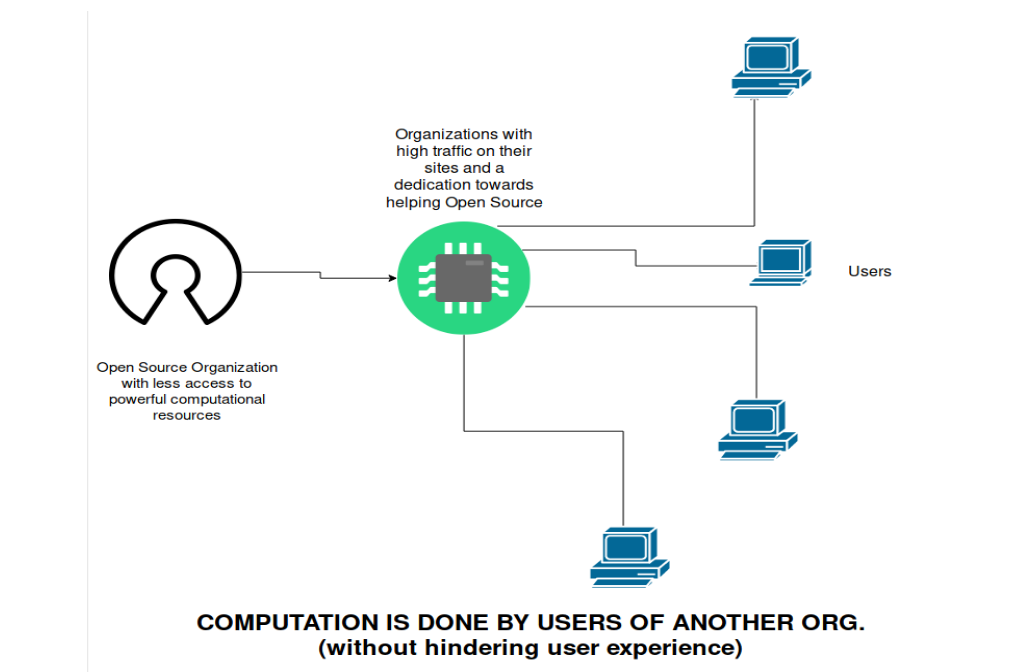 Organizations with
high traffic on their
sites and a
dedication towards
helping Open Source
Users
Open Source Organization
with less access to
powerful computational
resources
COMPUTATION IS DONE BY USERS OF ANOTHER ORG.
(without hindering user experience)